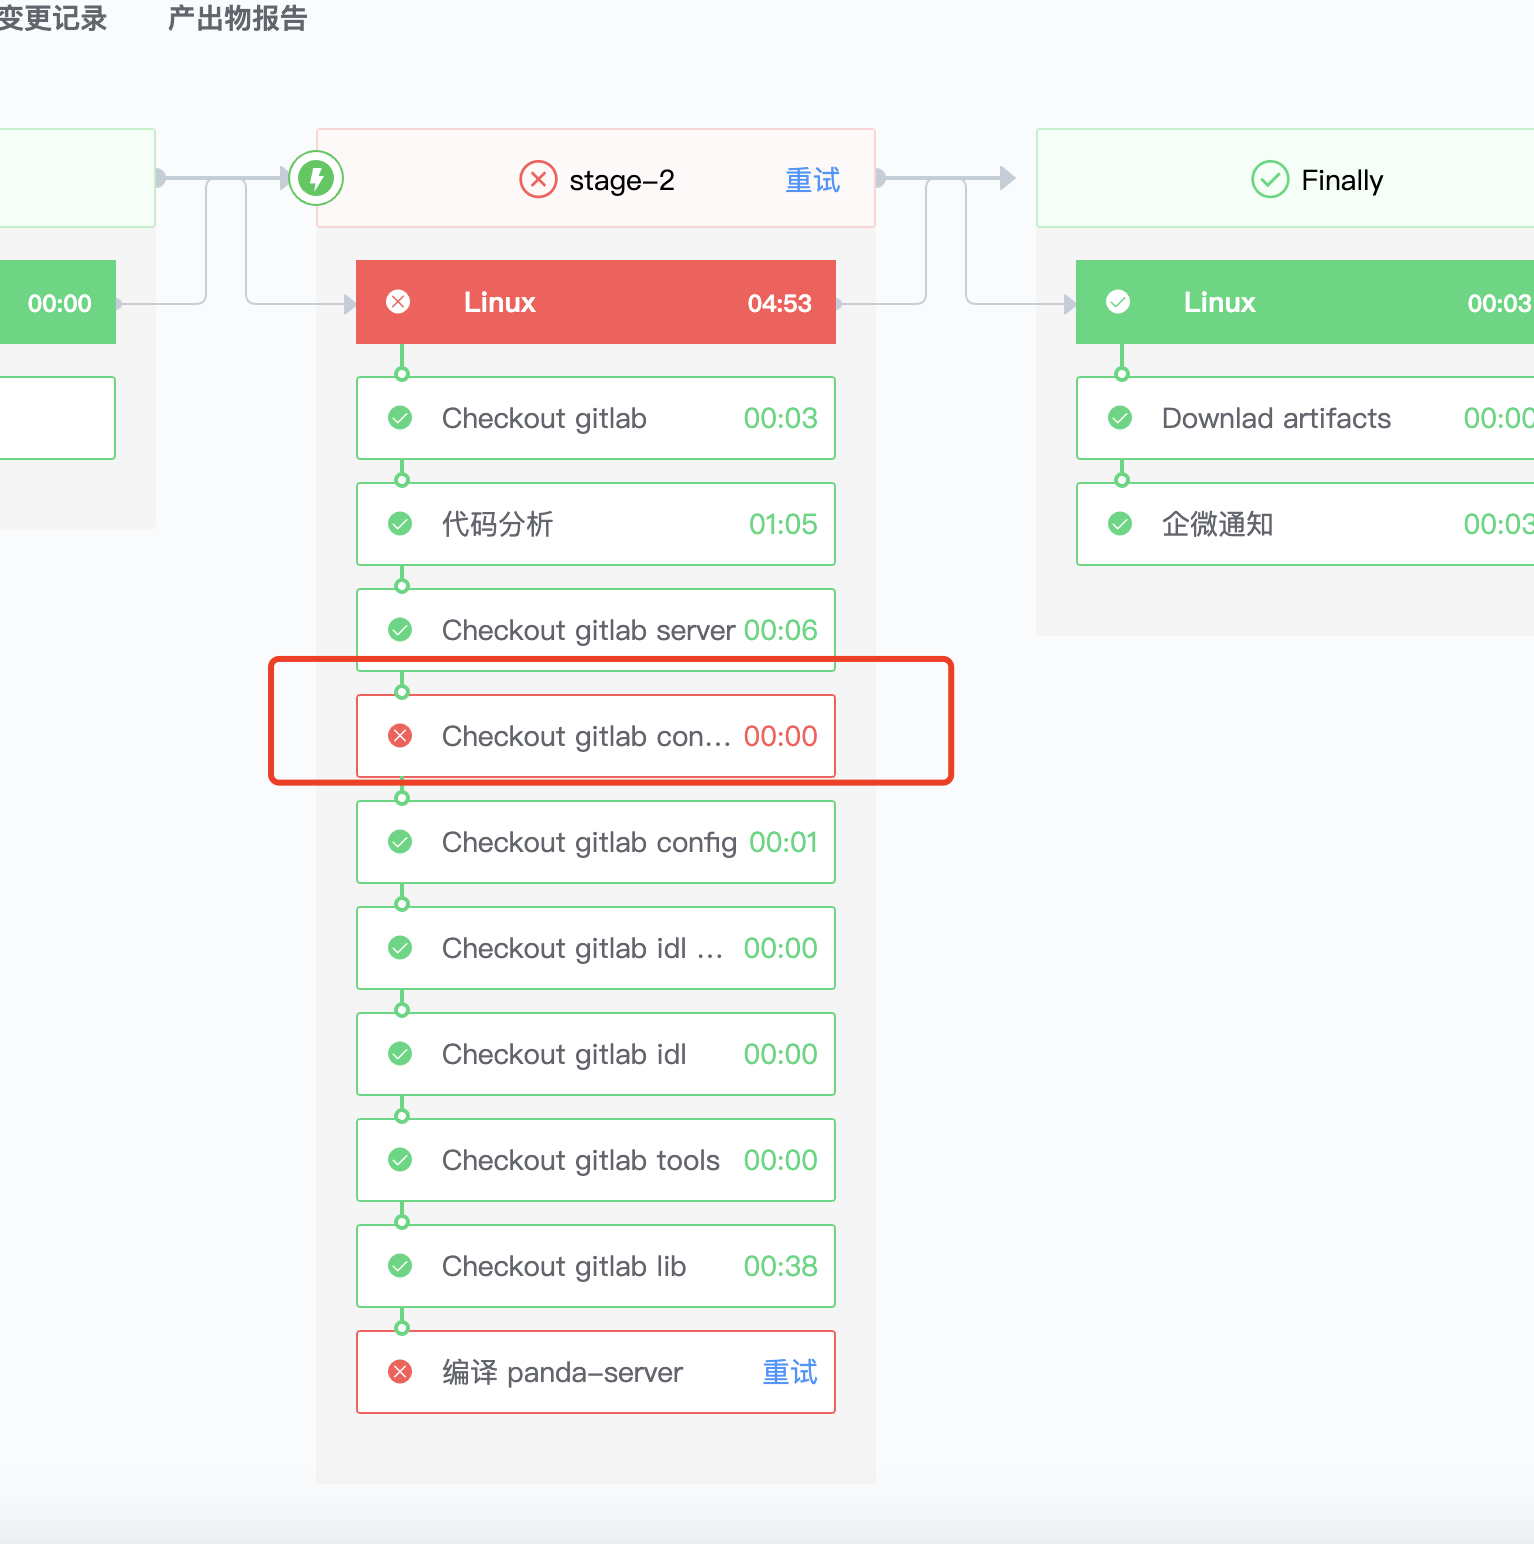 变更记录
产出物报告
stage-2
重试
Finally
00:00
Linux
04:53
Linux
00:03
Checkout gitlab
00:03
Downlad artifacts
00:00
代码分析
01:05
企微通知
00:03
Checkout gitlab server
00:06
Checkout gitlab con...
00:00
Checkout gitlab config
00:01
Checkout gitlab idl ...
00:00
Checkout gitlab idl
00:00
Checkout gitlab tools
00:00
Checkout gitlab lib
00:38
编译 panda-server
重试